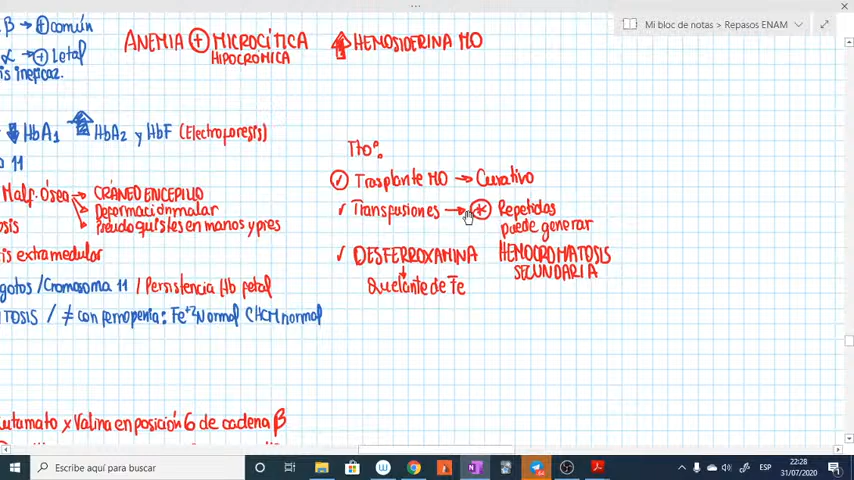 Mi bloc de notas > Repasos ENAM
β → ⊕ común
α → ⊕ Letal
is ineficaz.
ANEMIA ⊕ MICROCÍTICA
HIPOCRÓMICA
⬆ HEMOSIDERINA MO
⬇ HbA1 ⬆ HbA2 y HbF (Electroforesis)
11
Malf. Ósea → CRÁNEO EN CEPILLO
→ Deformación malar
→ Pseudoquistes en manos y pies
osis
is extramedular
gotos / Cromosoma 11 / Persistencia Hb fetal
ITOSIS / ≠ con ferropenia: Fe+2 Normal CHCM normal
Tto:
✓ Trasplante MO → Curativo
✓ Transfusiones → * Repetidas
puede generar
HEMOCROMATOSIS
SECUNDARIA
✓ DESFERROXAMINA
↓
Quelante de Fe
utamato x Valina en posición 6 de cadena β
Escribe aquí para buscar
ESP
22:28
31/07/2020